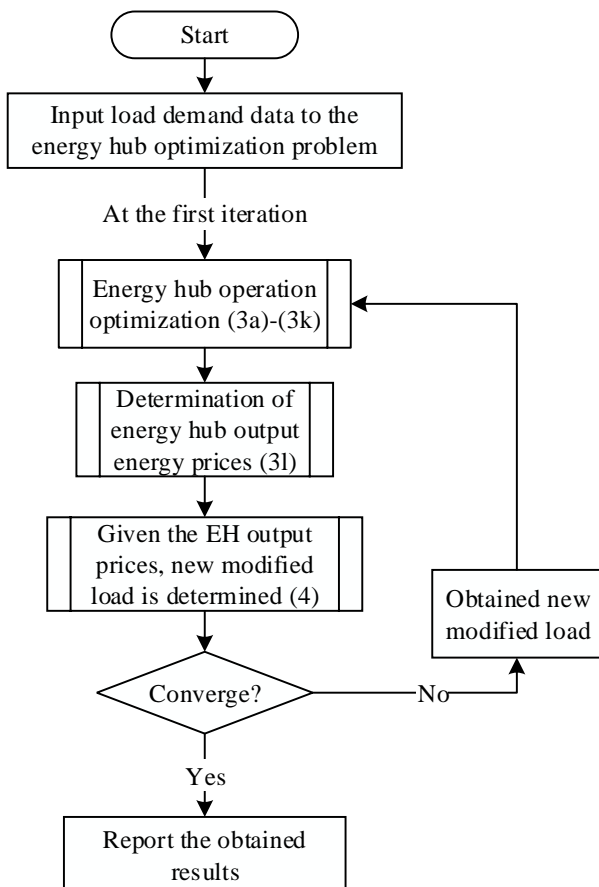 Start
Input load demand data to the
energy hub optimization problem
At the first iteration
Energy hub operation
optimization (3a)-(3k)
Determination of
energy hub output
energy prices (3l)
Given the EH output
prices, new modified
load is determined (4)
Obtained new
modified load
Converge?
No
Yes
Report the obtained
results